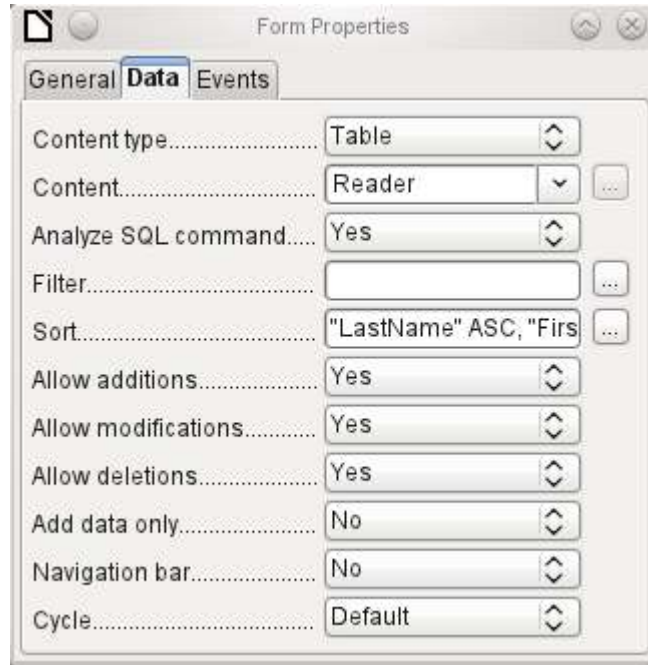 Form Properties
General Data Events
Content type........................ Table
Content................................ Reader ...
Analyze SQL command..... Yes
Filter..................................... ...
Sort...................................... "LastName" ASC, "Firs ...
Allow additions..................... Yes
Allow modifications............. Yes
Allow deletions.................... Yes
Add data only....................... No
Navigation bar...................... No
Cycle.................................... Default